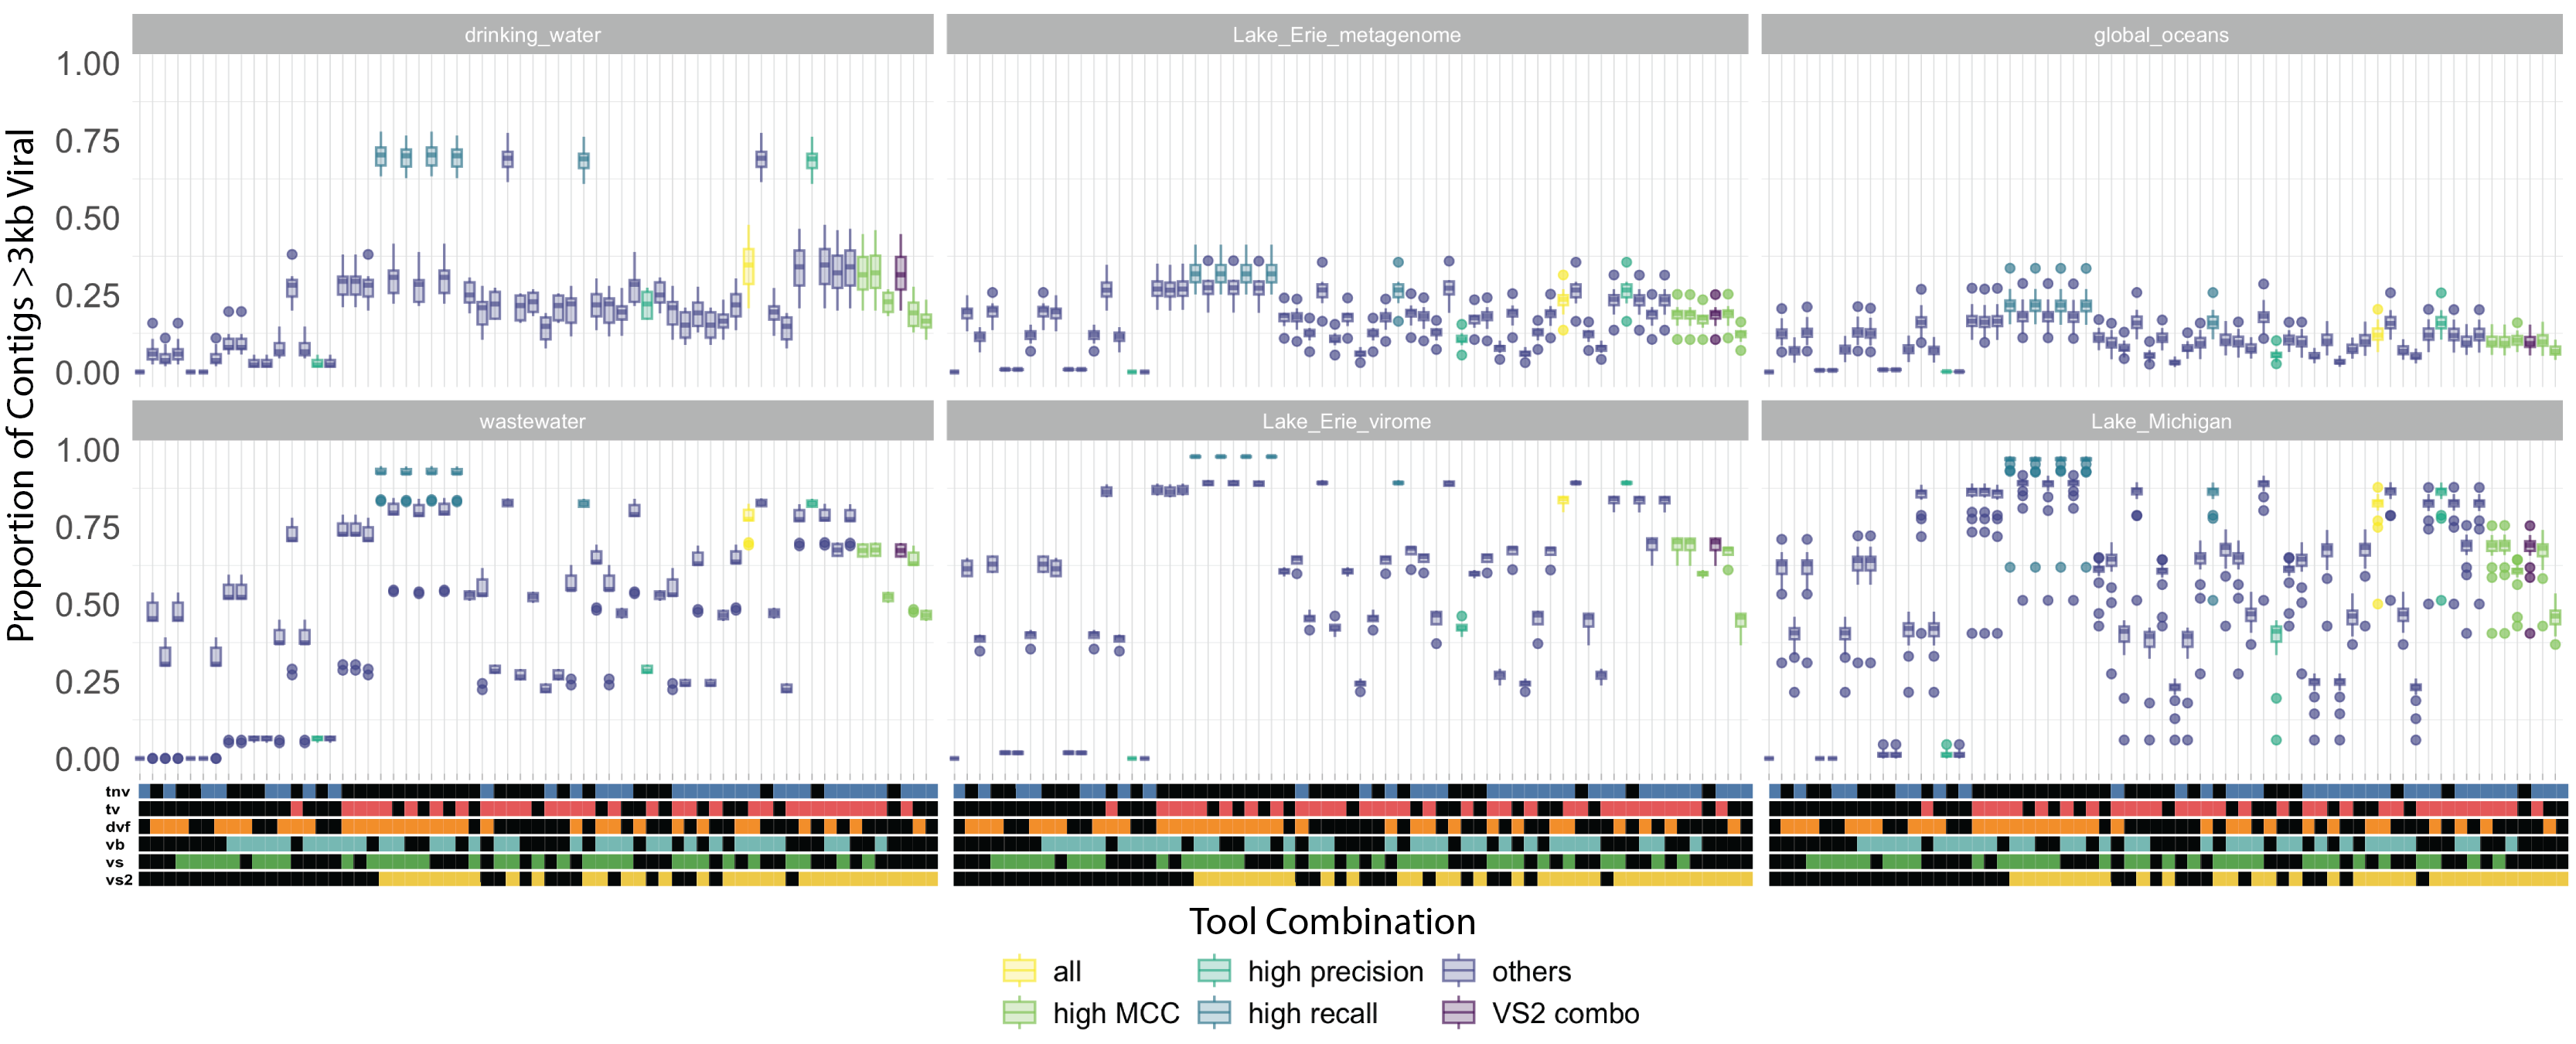 drinking_water
Lake_Erie_metagenome
global_oceans
1.00
0.75
0.50
0.25
0.00
wastewater
Lake_Erie_virome
Lake_Michigan
1.00
0.75
0.50
0.25
0.00
Proportion of Contigs >3kb Viral
tnv
tv
dvf
vb
vs
vs2
Tool Combination
all
high precision
others
high MCC
high recall
VS2 combo